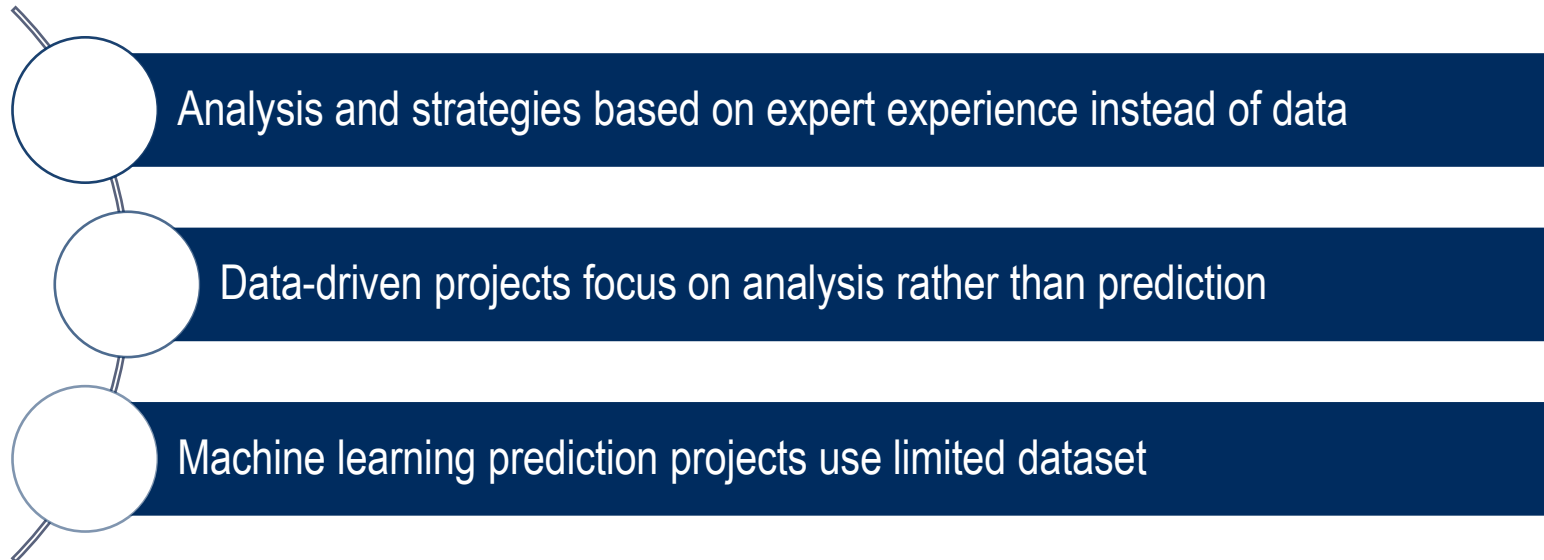 Analysis and strategies based on expert experience instead of data
Data-driven projects focus on analysis rather than prediction
Machine learning prediction projects use limited dataset